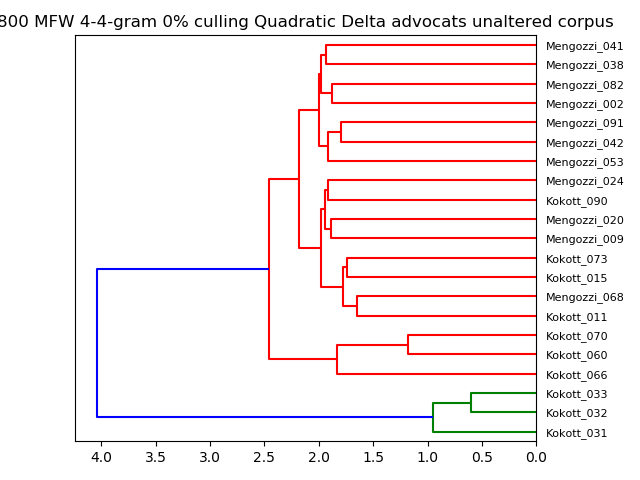 800 MFW 4-4-gram 0% culling Quadratic Delta advocats unaltered corpus
Mengozzi_041
Mengozzi_038
Mengozzi_082
Mengozzi_002
Mengozzi_091
Mengozzi_042
Mengozzi_053
Mengozzi_024
Kokott_090
Mengozzi_020
Mengozzi_009
Kokott_073
Kokott_015
Mengozzi_068
Kokott_011
Kokott_070
Kokott_060
Kokott_066
Kokott_033
Kokott_032
Kokott_031
4.0 3.5 3.0 2.5 2.0 1.5 1.0 0.5 0.0